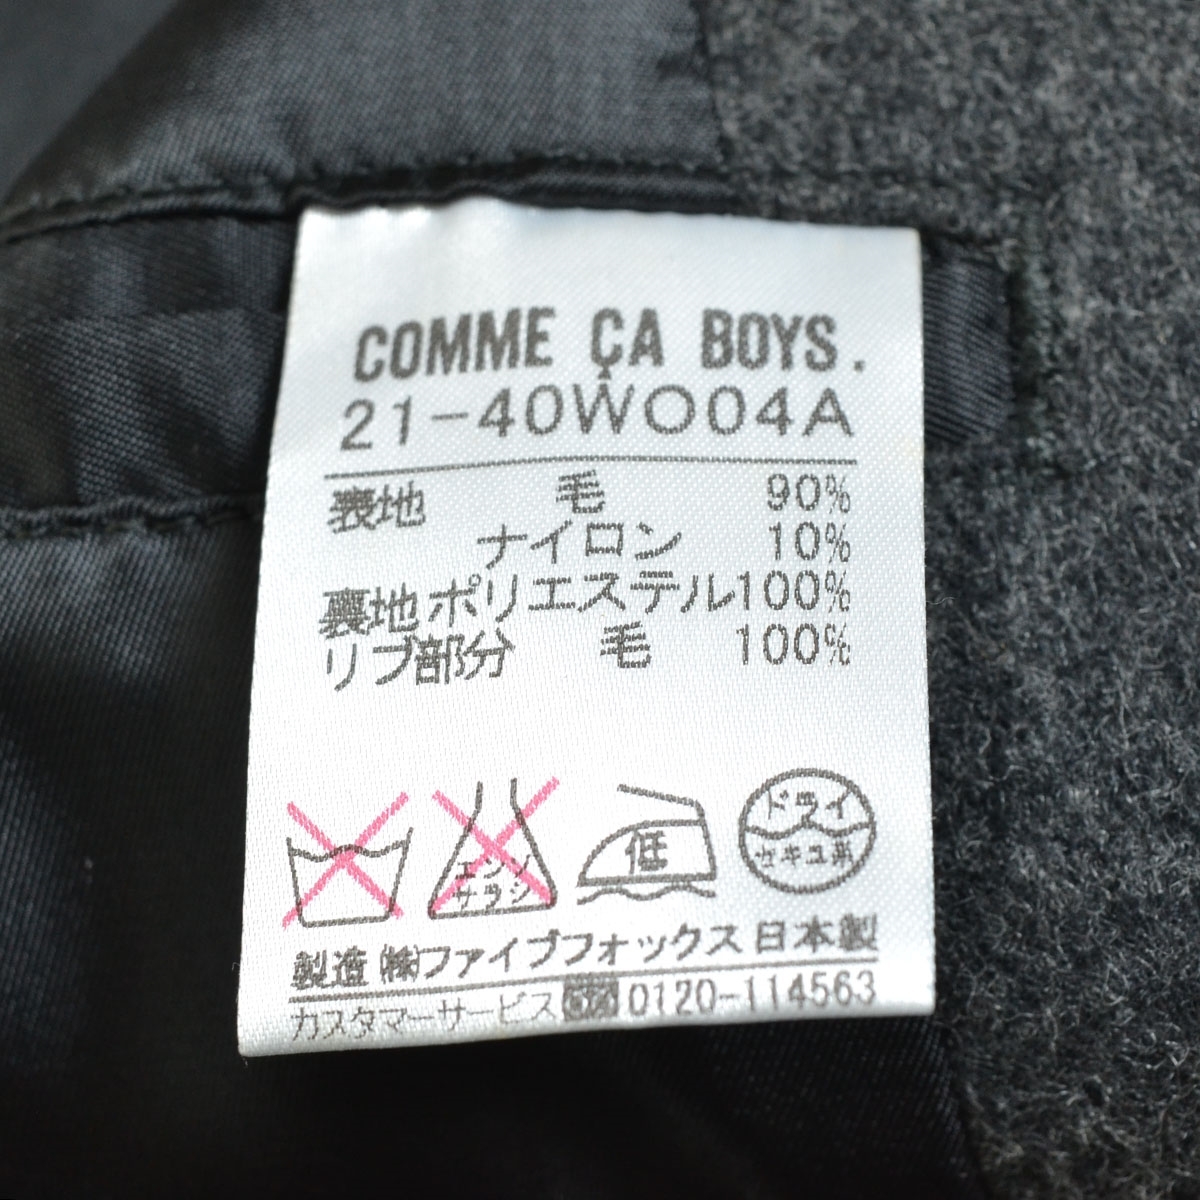 COMME ÇA BOYS.
21-40WO04A
表地 毛 90%
ナイロン 10%
裏地 ポリエステル100%
リブ部分 毛 100%
エンソ
サラシ
低
ドライ
セキユ系
製造 ㈱ファイブフォックス 日本製
カスタマーサービス 0120-114563